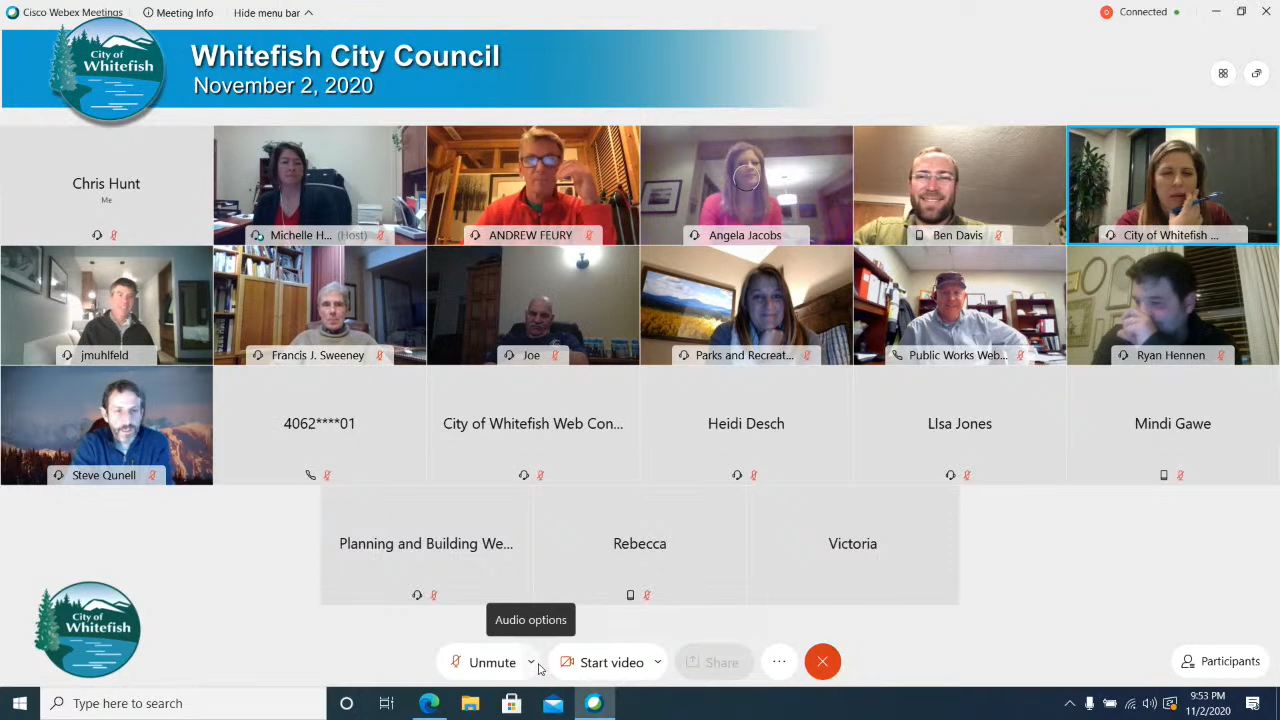 Cisco Webex Meetings
Meeting Info
Hide menu bar
Connected
City of
Whitefish
Whitefish City Council
November 2, 2020
Chris Hunt
Me
Michelle H... (Host)
ANDREW FEURY
Angela Jacobs
Ben Davis
City of Whitefish ...
jmuhlfeld
Francis J. Sweeney
Joe
Parks and Recreat...
Public Works Web...
Ryan Hennen
Steve Qunell
4062****01
City of Whitefish Web Con...
Heidi Desch
LIsa Jones
Mindi Gawe
Planning and Building We...
Rebecca
Victoria
City of
Whitefish
Audio options
Unmute
Start video
Share
Participants
Type here to search
9:53 PM
11/2/2020